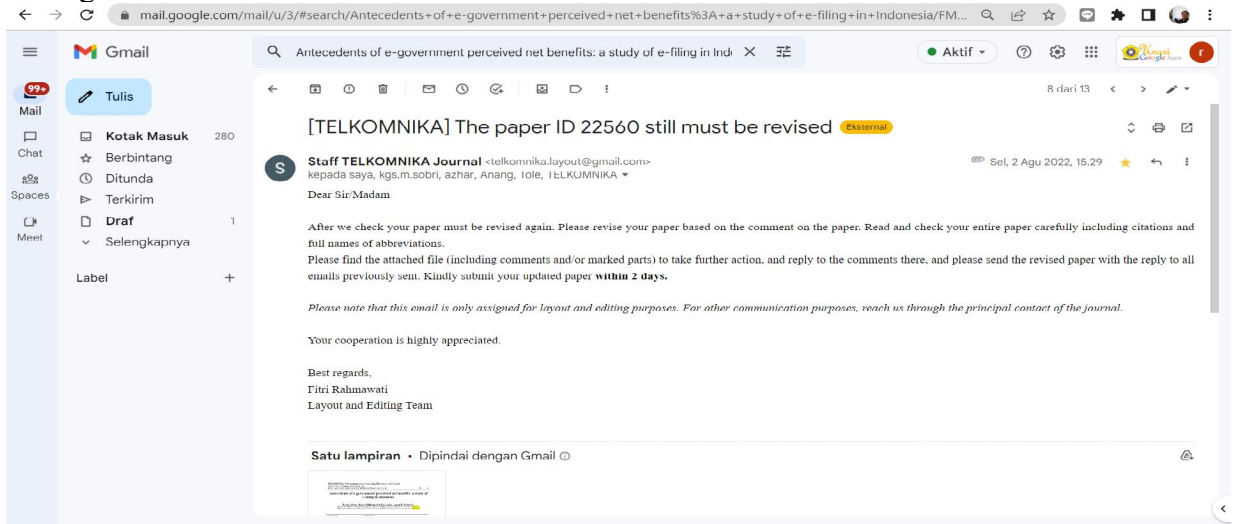 mail.google.com/mail/u/3/#search/Antecedents+of+e-government+perceived+net+benefits%3A+a+study+of+e-filing+in+Indonesia/FM...
Gmail
Antecedents of e-government perceived net benefits: a study of e-filing in Ind
Aktif
r
99+
Mail
Chat
Spaces
Meet
Tulis
Kotak Masuk 280
Berbintang
Ditunda
Terkirim
Draf 1
Selengkapnya
Label +
8 dari 13
[TELKOMNIKA] The paper ID 22560 still must be revised Eksternal
S
Staff TELKOMNIKA Journal <telkomnika.layout@gmail.com>
Sel, 2 Agu 2022, 15.29
kepada saya, kgs.m.sobri, azhar, Anang, Tole, TELKOMNIKA
Dear Sir/Madam
After we check your paper must be revised again. Please revise your paper based on the comment on the paper. Read and check your entire paper carefully including citations and
full names of abbreviations.
Please find the attached file (including comments and/or marked parts) to take further action, and reply to the comments there, and please send the revised paper with the reply to all
emails previously sent. Kindly submit your updated paper within 2 days.
Please note that this email is only assigned for layout and editing purposes. For other communication purposes, reach us through the principal contact of the journal.
Your cooperation is highly appreciated.
Best regards,
Fitri Rahmawati
Layout and Editing Team
Satu lampiran • Dipindai dengan Gmail